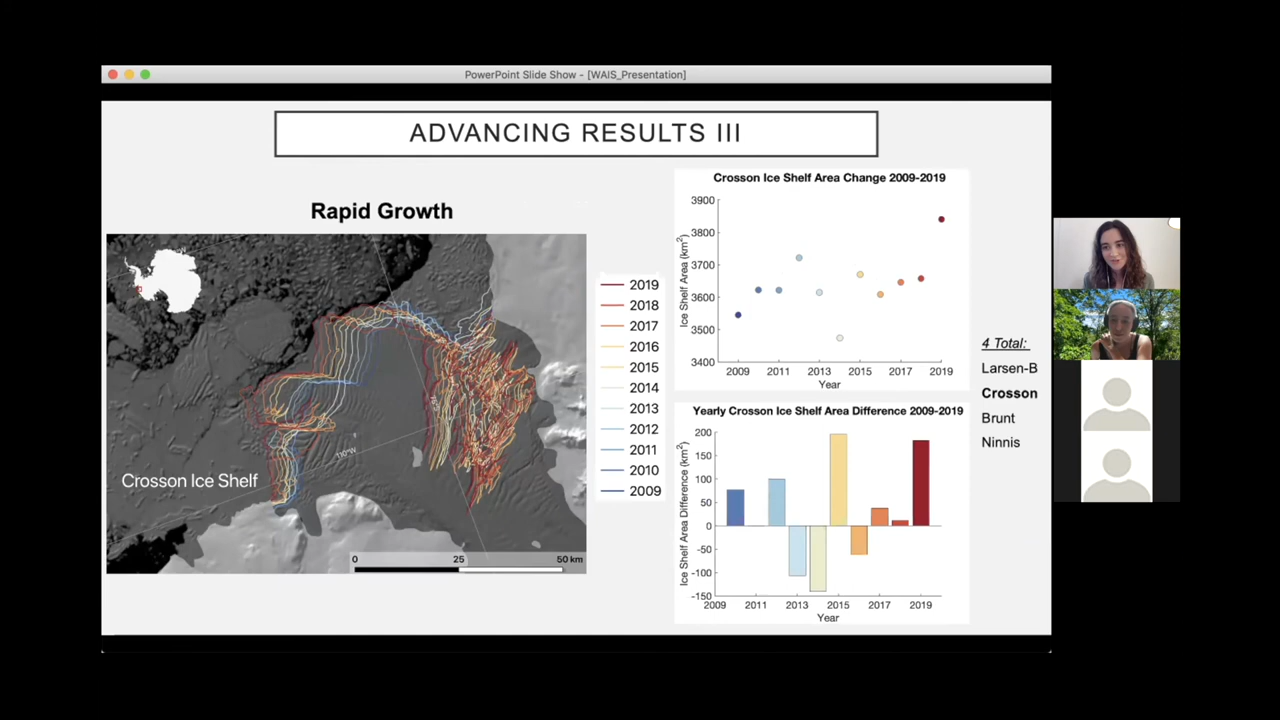 PowerPoint Slide Show - [WAIS_Presentation]
ADVANCING RESULTS III
Rapid Growth
Crosson Ice Shelf
110°W
0 25 50 km
2019
2018
2017
2016
2015
2014
2013
2012
2011
2010
2009
Crosson Ice Shelf Area Change 2009-2019
Ice Shelf Area (km²)
3900
3800
3700
3600
3500
3400
2009 2011 2013 2015 2017 2019
Year
Yearly Crosson Ice Shelf Area Difference 2009-2019
Ice Shelf Area Difference (km²)
200
150
100
50
0
-50
-100
-150
2009 2011 2013 2015 2017 2019
Year
4 Total:
Larsen-B
Crosson
Brunt
Ninnis